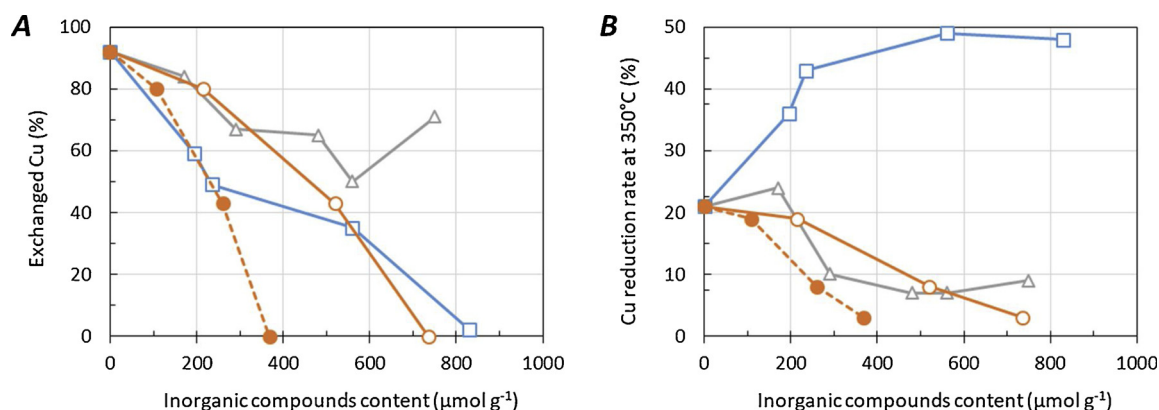 A
100
80
60
40
20
0
Exchanged Cu (%)
0 200 400 600 800 1000
Inorganic compounds content (μmol g⁻¹)
B
50
40
30
20
10
0
Cu reduction rate at 350°C (%)
0 200 400 600 800 1000
Inorganic compounds content (μmol g⁻¹)